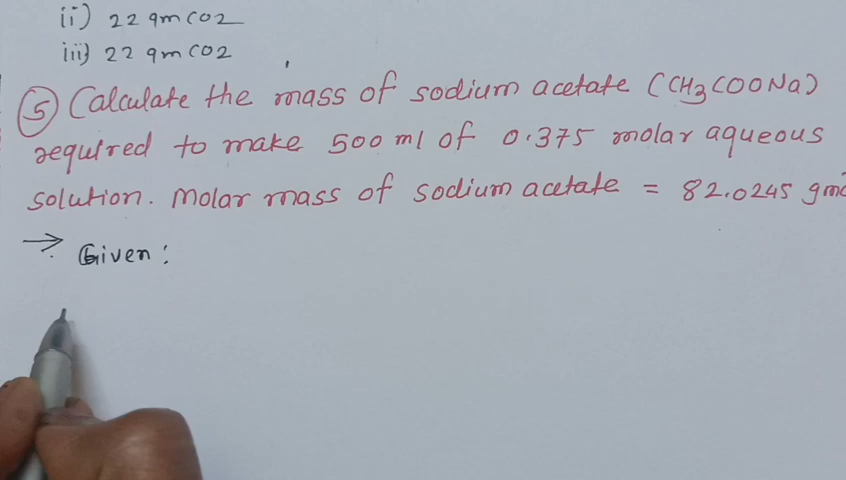 ii) 22 gm CO2
iii) 22 gm CO2
5 Calculate the mass of sodium acetate (CH3COONa)
required to make 500 ml of 0.375 molar aqueous
solution. Molar mass of sodium acetate = 82.0245 gmo
→ Given :